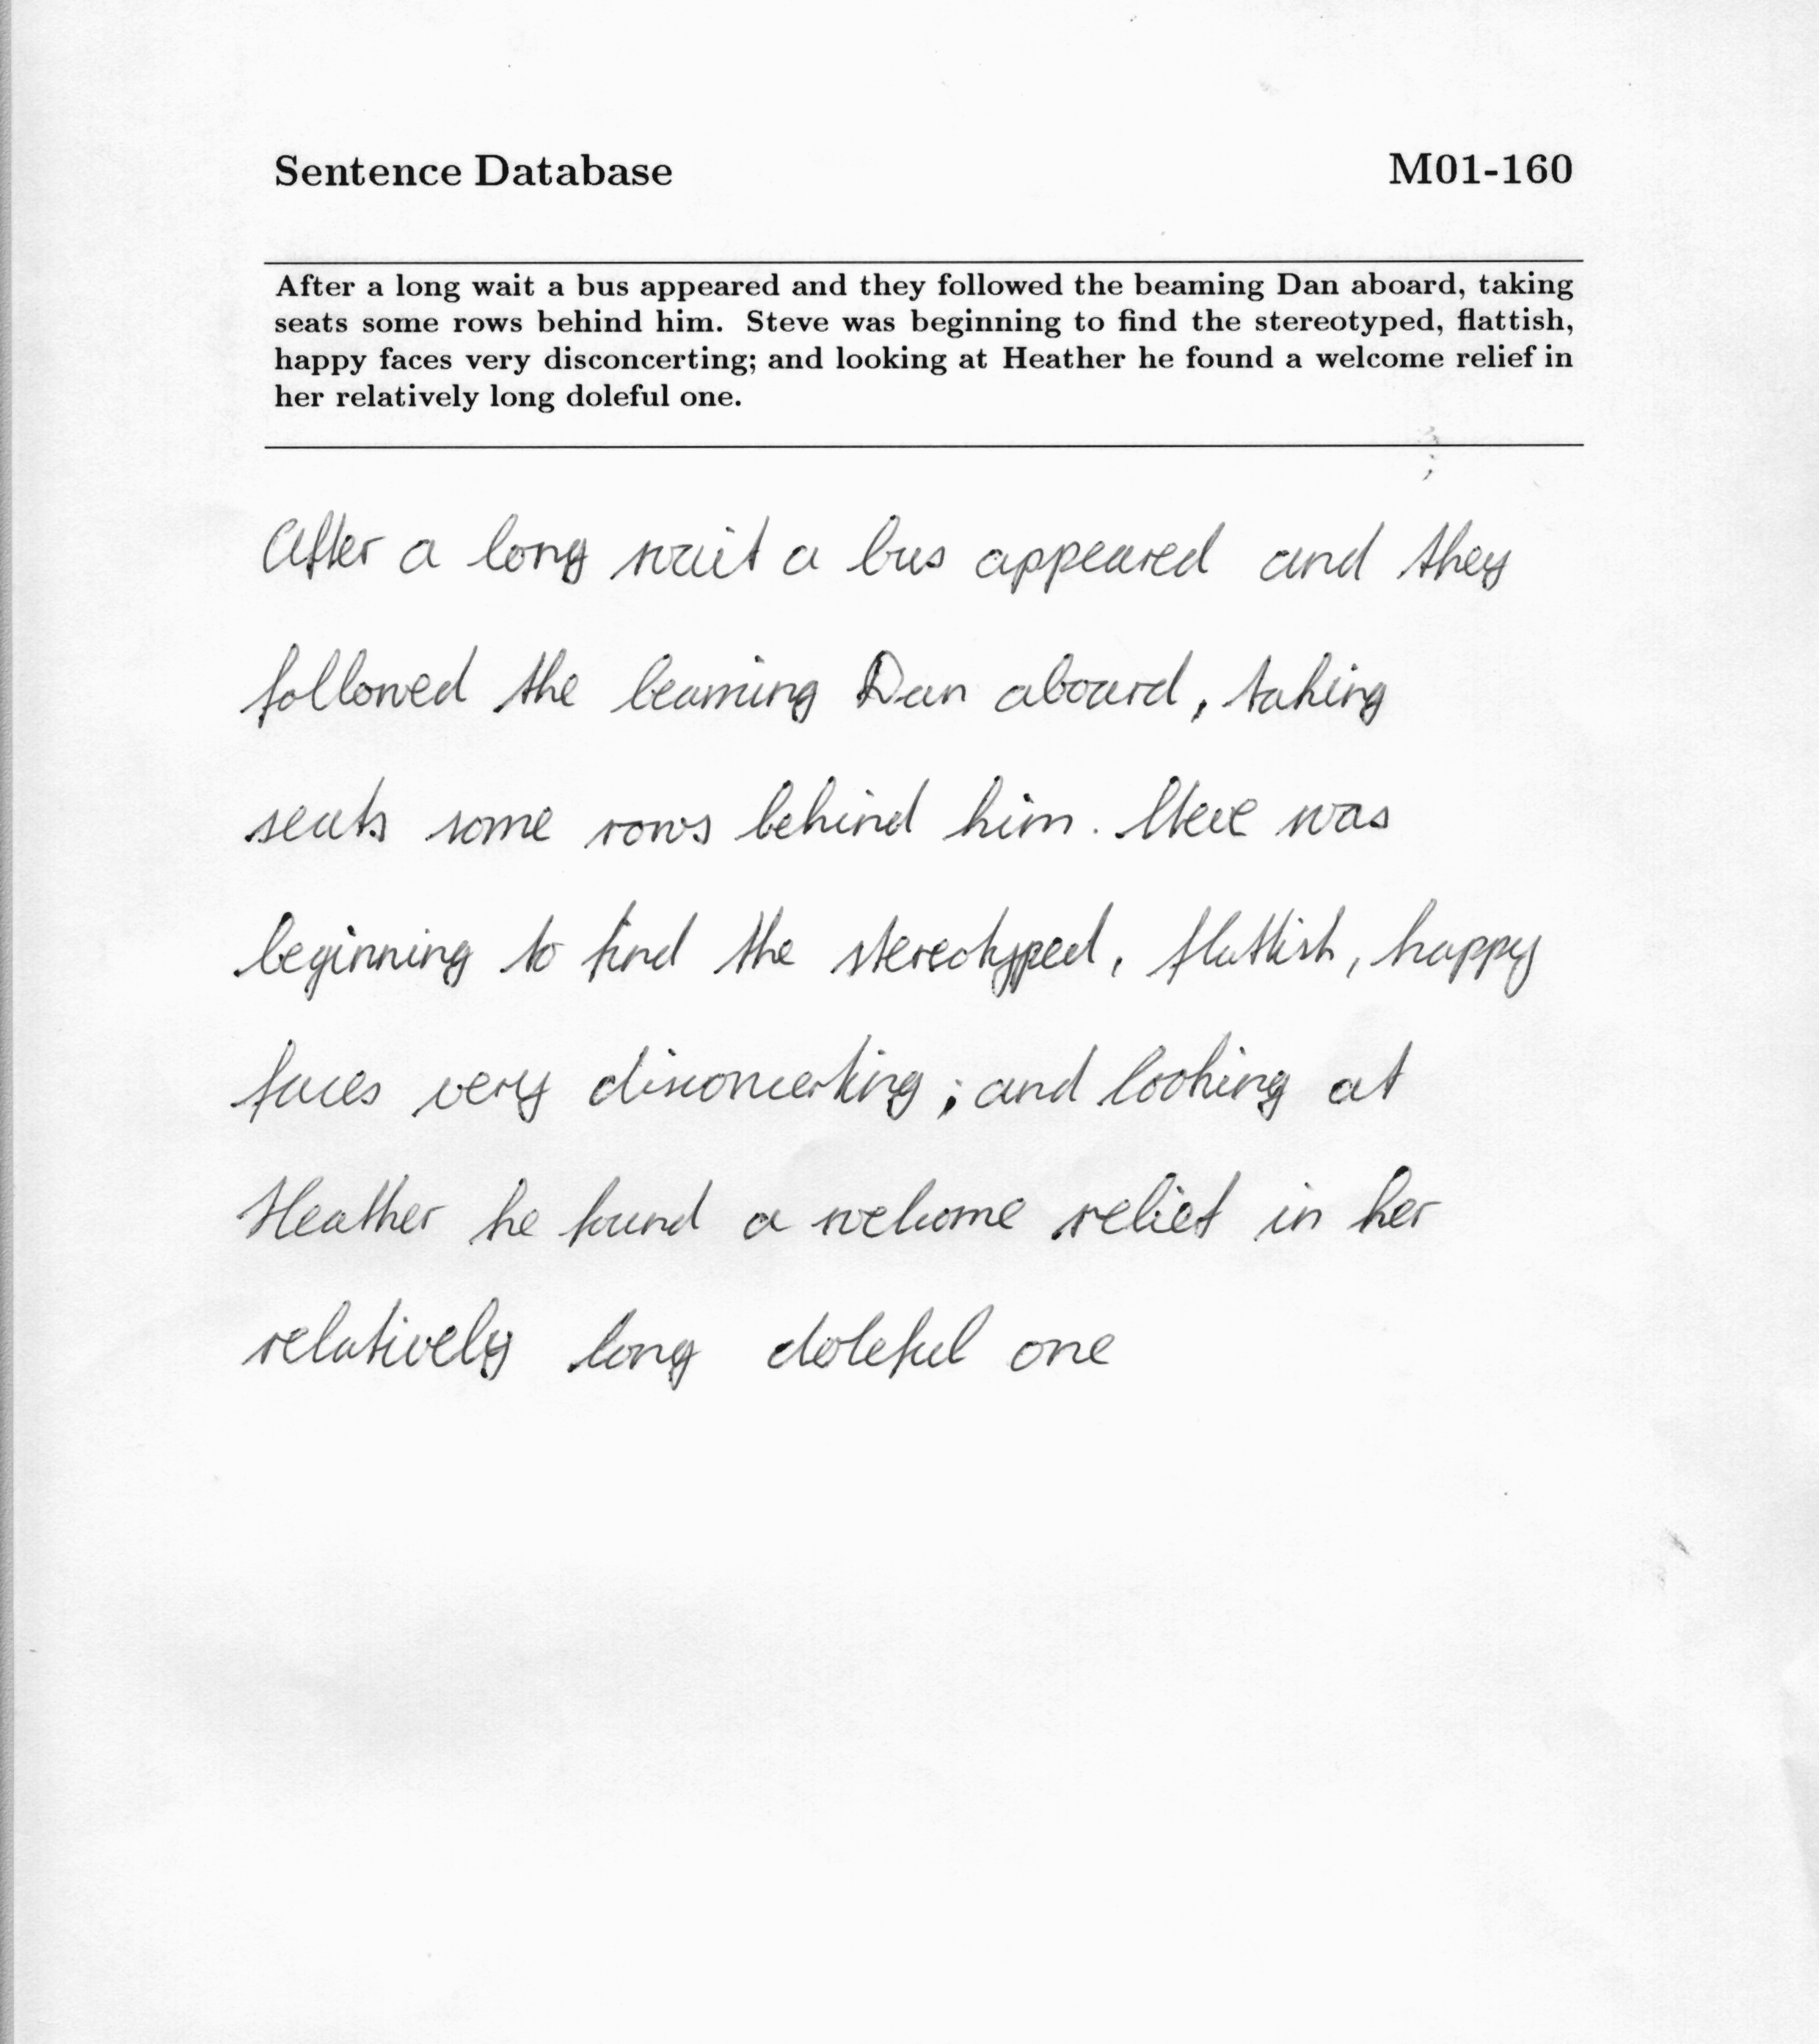 Sentence Database M01-160
After a long wait a bus appeared and they followed the beaming Dan aboard, taking
seats some rows behind him. Steve was beginning to find the stereotyped, flattish,
happy faces very disconcerting; and looking at Heather he found a welcome relief in
her relatively long doleful one.
After a long wait a bus appeared and they
followed the beaming Dan aboard, taking
seats some rows behind him. Steve was
beginning to find the stereotyped, flattish, happy
faces very disconcerting; and looking at
Heather he found a welcome relief in her
relatively long doleful one